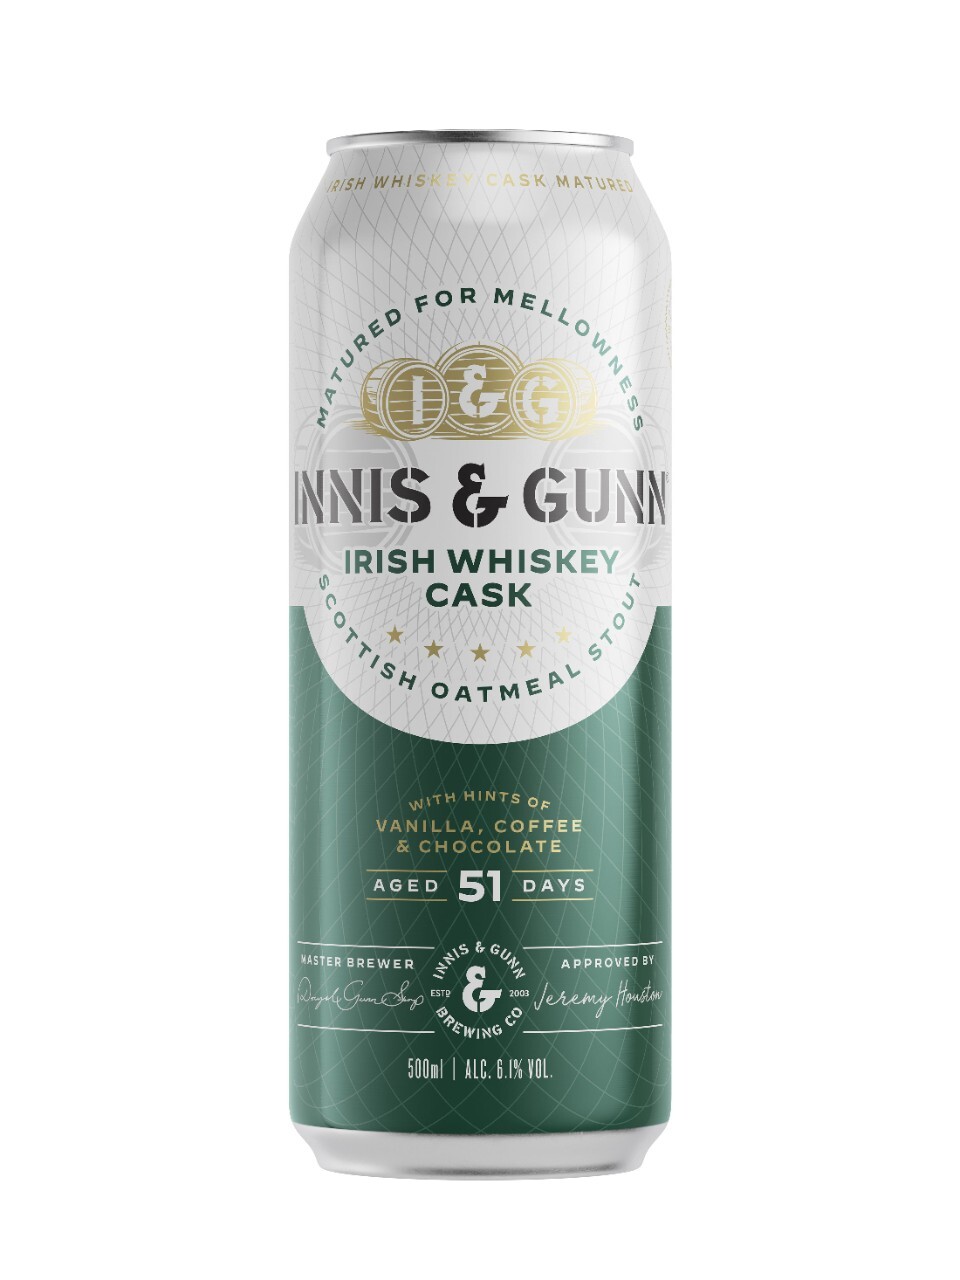 IRISH WHISKEY CASK MATURED
MATURED FOR MELLOWNESS
I & G
INNIS & GUNN
IRISH WHISKEY
CASK
SCOTTISH OATMEAL STOUT
WITH HINTS OF
VANILLA, COFFEE
& CHOCOLATE
AGED 51 DAYS
MASTER BREWER
INNIS & GUNN
APPROVED BY
ESTD & 2003
Jeremy Houston
BREWING CO
500ml | ALC. 6.1% VOL.